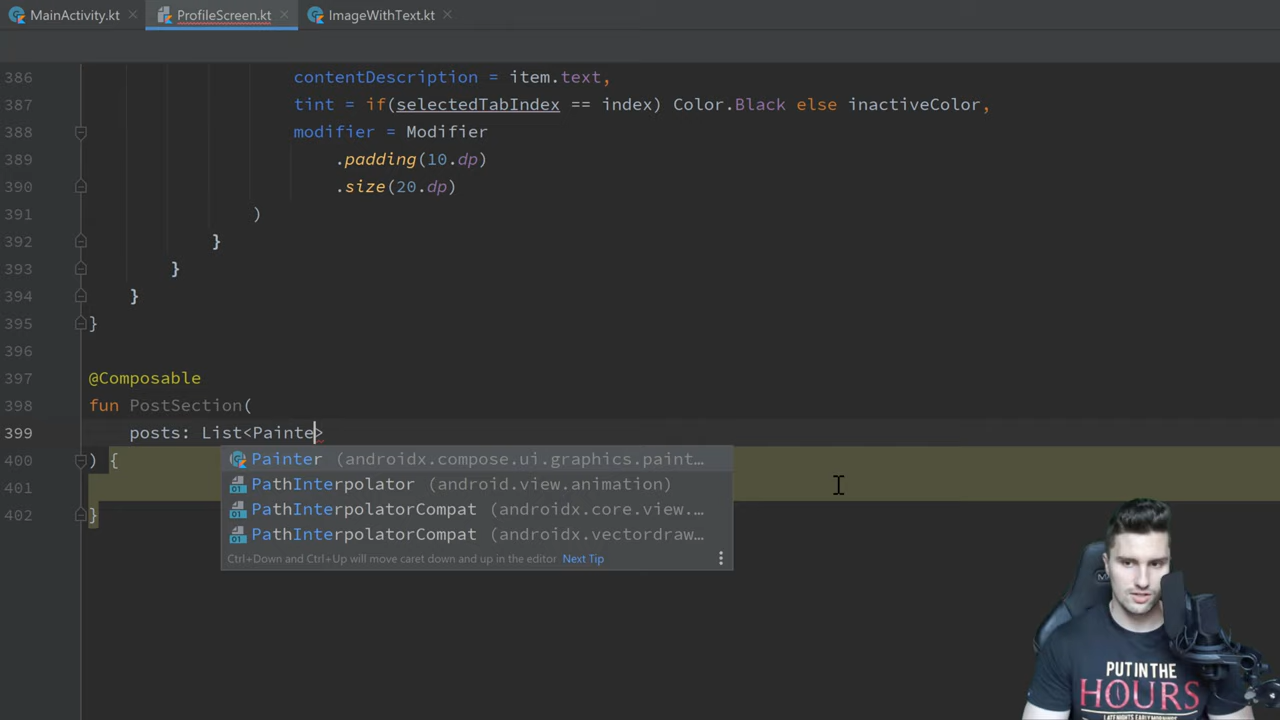 MainActivity.kt ProfileScreen.kt ImageWithText.kt
386 contentDescription = item.text,
387 tint = if(selectedTabIndex == index) Color.Black else inactiveColor,
388 modifier = Modifier
389 .padding(10.dp)
390 .size(20.dp)
391 )
392 }
393 }
394 }
395 }
396
397 @Composable
398 fun PostSection(
399 posts: List<Painte>
400 ) {
Painter (androidx.compose.ui.graphics.paint…
401
PathInterpolator (android.view.animation)
PathInterpolatorCompat (androidx.core.view.…
402 }
PathInterpolatorCompat (androidx.vectordraw…
Ctrl+Down and Ctrl+Up will move caret down and up in the editor Next Tip
PUT IN THE
HOURS